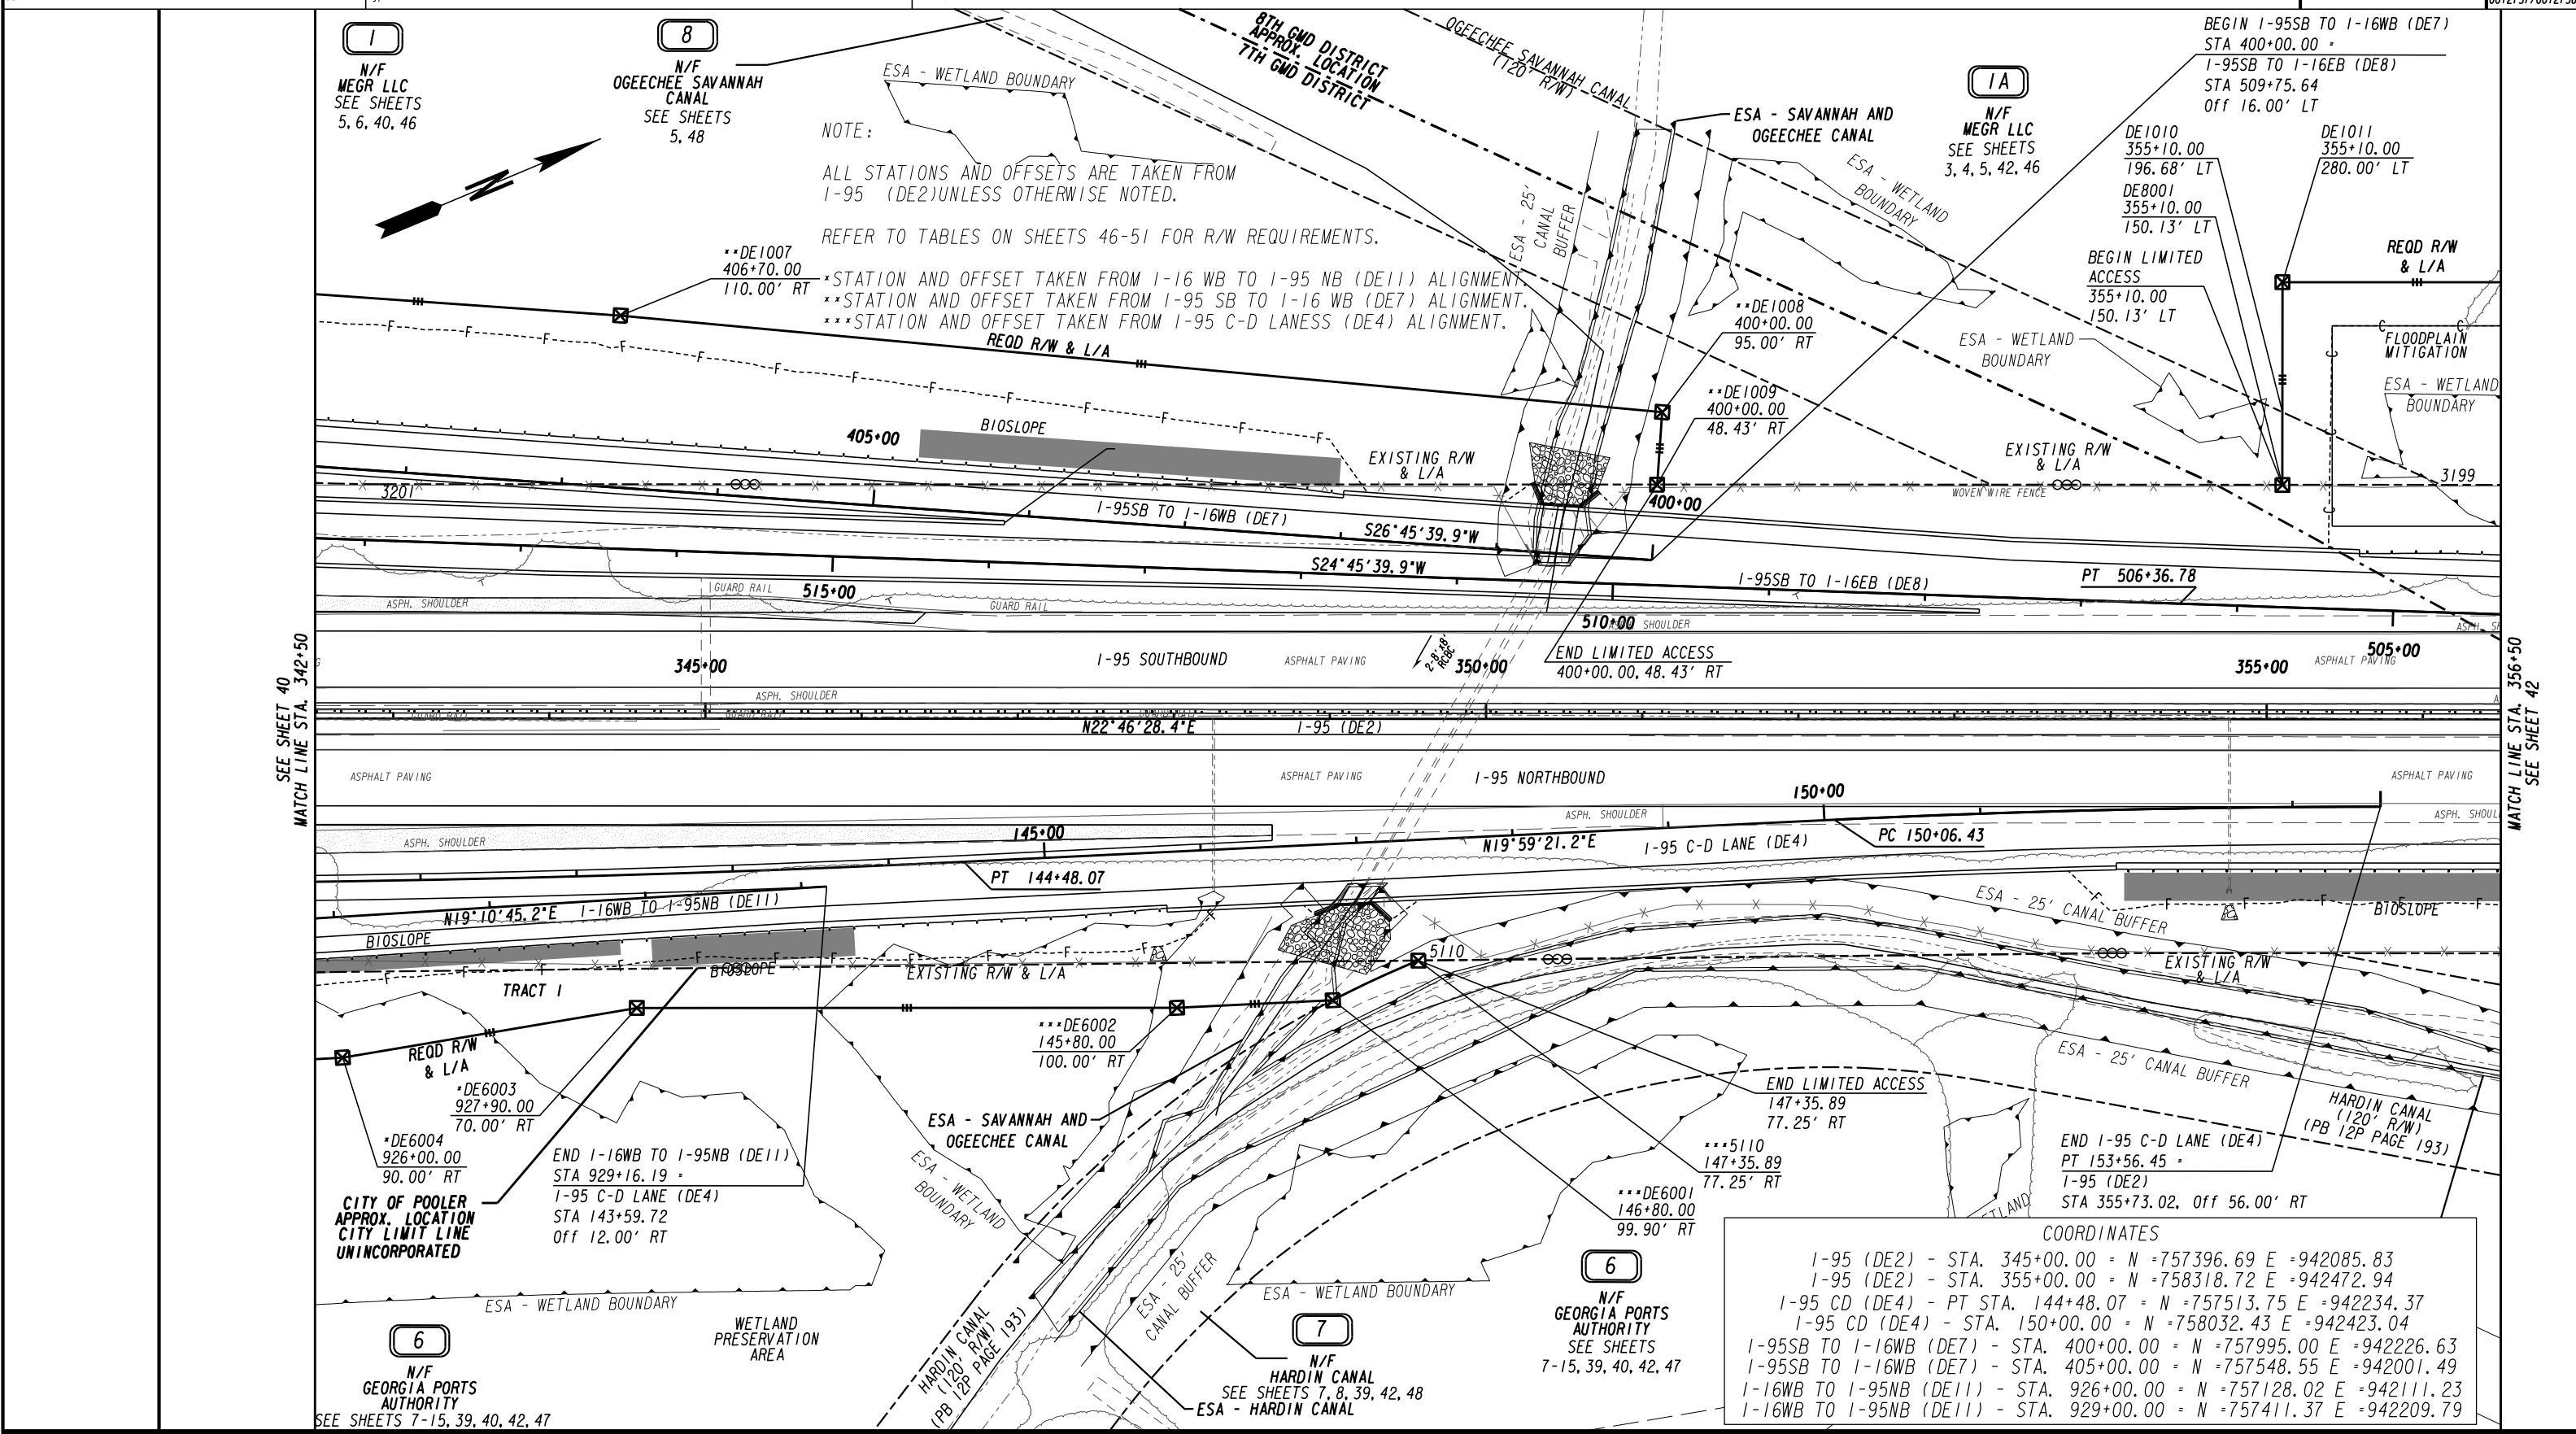 1
N/F
MEGR LLC
SEE SHEETS
5, 6, 40, 46
8
N/F
OGEECHEE SAVANNAH
CANAL
SEE SHEETS
5, 48
ESA - WETLAND BOUNDARY
8TH GMD DISTRICT
APPROX. LOCATION
7TH GMD DISTRICT
OGEECHEE SAVANNAH CANAL
(120' R/W)
ESA - SAVANNAH AND
OGEECHEE CANAL
1A
N/F
MEGR LLC
SEE SHEETS
3, 4, 5, 42, 46
BEGIN I-95SB TO I-16WB (DE7)
STA 400+00.00 =
I-95SB TO I-16EB (DE8)
STA 509+75.64
Off 16.00' LT
DE1010
355+10.00
196.68' LT
DE8001
355+10.00
150.13' LT
BEGIN LIMITED
ACCESS
355+10.00
150.13' LT
DE1011
355+10.00
280.00' LT
REQD R/W
& L/A
NOTE:
ALL STATIONS AND OFFSETS ARE TAKEN FROM
I-95 (DE2)UNLESS OTHERWISE NOTED.
REFER TO TABLES ON SHEETS 46-51 FOR R/W REQUIREMENTS.
*STATION AND OFFSET TAKEN FROM I-16 WB TO I-95 NB (DE11) ALIGNMENT.
**STATION AND OFFSET TAKEN FROM I-95 SB TO I-16 WB (DE7) ALIGNMENT.
***STATION AND OFFSET TAKEN FROM I-95 C-D LANESS (DE4) ALIGNMENT.
N
**DE1007
406+70.00
110.00' RT
REQD R/W & L/A
ESA - 25'
CANAL
BUFFER
ESA - WETLAND
BOUNDARY
**DE1008
400+00.00
95.00' RT
**DE1009
400+00.00
48.43' RT
ESA - WETLAND
BOUNDARY
FLOODPLAIN
MITIGATION
ESA - WETLAND
BOUNDARY
405+00
BIOSLOPE
EXISTING R/W
& L/A
EXISTING R/W
& L/A
WOVEN WIRE FENCE
3199
3201
400+00
I-95SB TO I-16WB (DE7)
S26°45'39.9"W
S24°45'39.9"W
I-95SB TO I-16EB (DE8)
PT 506+36.78
ASPH. SHOULDER
GUARD RAIL
515+00
GUARD RAIL
510+00
SHOULDER
505+00
SEE SHEET 40
MATCH LINE STA. 342+50
345+00
I-95 SOUTHBOUND
ASPHALT PAVING
2-8'x8'
RCBC
350+00
END LIMITED ACCESS
400+00.00, 48.43' RT
355+00
ASPHALT PAVING
MATCH LINE STA. 356+50
SEE SHEET 42
ASPH. SHOULDER
GUARD RAIL
GUARD RAIL
N22°46'28.4"E
I-95 (DE2)
ASPHALT PAVING
ASPHALT PAVING
I-95 NORTHBOUND
ASPHALT PAVING
150+00
ASPH. SHOULDER
145+00
ASPH. SHOULDER
N19°59'21.2"E
I-95 C-D LANE (DE4)
PC 150+06.43
PT 144+48.07
N19°10'45.2"E
I-16WB TO I-95NB (DE11)
BIOSLOPE
BIOSLOPE
EXISTING R/W & L/A
5110
ESA - 25' CANAL BUFFER
BIOSLOPE
EXISTING R/W
& L/A
TRACT 1
REQD R/W
& L/A
*DE6003
927+90.00
70.00' RT
*DE6004
926+00.00
90.00' RT
CITY OF POOLER
APPROX. LOCATION
CITY LIMIT LINE
UNINCORPORATED
END I-16WB TO I-95NB (DE11)
STA 929+16.19 =
I-95 C-D LANE (DE4)
STA 143+59.72
Off 12.00' RT
***DE6002
145+80.00
100.00' RT
ESA - SAVANNAH AND
OGEECHEE CANAL
ESA - WETLAND
BOUNDARY
END LIMITED ACCESS
147+35.89
77.25' RT
***5110
147+35.89
77.25' RT
***DE6001
146+80.00
99.90' RT
ESA - 25' CANAL BUFFER
HARDIN CANAL
(120' R/W)
(PB 12P PAGE 193)
END I-95 C-D LANE (DE4)
PT 153+56.45 =
I-95 (DE2)
STA 355+73.02, Off 56.00' RT
ESA - WETLAND BOUNDARY
WETLAND
PRESERVATION
AREA
6
N/F
GEORGIA PORTS
AUTHORITY
SEE SHEETS 7-15, 39, 40, 42, 47
HARDIN CANAL
(120' R/W)
(PB 12P PAGE 193)
ESA - 25'
CANAL BUFFER
ESA - WETLAND BOUNDARY
7
N/F
HARDIN CANAL
SEE SHEETS 7, 8, 39, 42, 48
ESA - HARDIN CANAL
6
N/F
GEORGIA PORTS
AUTHORITY
SEE SHEETS
7-15, 39, 40, 42, 47
COORDINATES
I-95 (DE2) - STA. 345+00.00 = N =757396.69 E =942085.83
I-95 (DE2) - STA. 355+00.00 = N =758318.72 E =942472.94
I-95 CD (DE4) - PT STA. 144+48.07 = N =757513.75 E =942234.37
I-95 CD (DE4) - STA. 150+00.00 = N =758032.43 E =942423.04
I-95SB TO I-16WB (DE7) - STA. 400+00.00 = N =757995.00 E =942226.63
I-95SB TO I-16WB (DE7) - STA. 405+00.00 = N =757548.55 E =942001.49
I-16WB TO I-95NB (DE11) - STA. 926+00.00 = N =757128.02 E =942111.23
I-16WB TO I-95NB (DE11) - STA. 929+00.00 = N =757411.37 E =942209.79